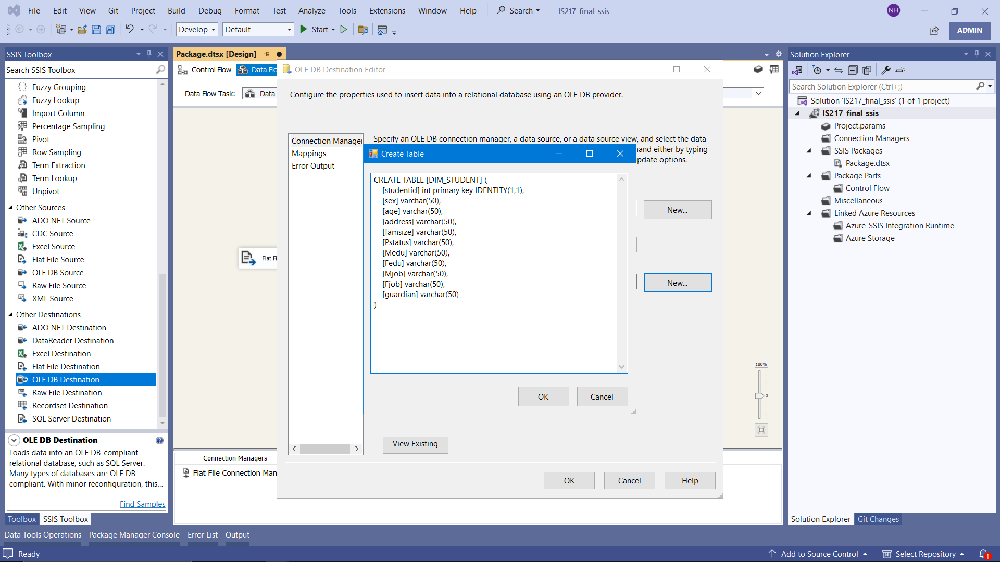 File Edit View Git Project Build Debug Format Test Analyze Tools Extensions Window Help Search IS217_final_ssis NH
Develop Default Start ADMIN
SSIS Toolbox
Search SSIS Toolbox
Fuzzy Grouping
Fuzzy Lookup
Import Column
Percentage Sampling
Pivot
Row Sampling
Term Extraction
Term Lookup
Unpivot
Other Sources
ADO NET Source
CDC Source
Excel Source
Flat File Source
OLE DB Source
Raw File Source
XML Source
Other Destinations
ADO NET Destination
DataReader Destination
Excel Destination
Flat File Destination
OLE DB Destination
Raw File Destination
Recordset Destination
SQL Server Destination
OLE DB Destination
Loads data into an OLE DB-compliant
relational database, such as SQL Server.
Many types of databases are OLE DB-
compliant. With minor reconfiguration, this...
Find Samples
Toolbox SSIS Toolbox
Package.dtsx [Design]
Control Flow Data Flo
Data Flow Task: Data
Flat Fi
100%
Connection Managers
Flat File Connection Man
OLE DB Destination Editor
Configure the properties used to insert data into a relational database using an OLE DB provider.
Connection Manager
Mappings
Error Output
Specify an OLE DB connection manager, a data source, or a data source view, and select the data
mand either by typing
pdate options.
New...
New...
View Existing
OK Cancel Help
Create Table
CREATE TABLE [DIM_STUDENT] (
[studentid] int primary key IDENTITY(1,1),
[sex] varchar(50),
[age] varchar(50),
[address] varchar(50),
[famsize] varchar(50),
[Pstatus] varchar(50),
[Medu] varchar(50),
[Fedu] varchar(50),
[Mjob] varchar(50),
[Fjob] varchar(50),
[guardian] varchar(50)
)
OK Cancel
Solution Explorer
Search Solution Explorer (Ctrl+;)
Solution 'IS217_final_ssis' (1 of 1 project)
IS217_final_ssis
Project.params
Connection Managers
SSIS Packages
Package.dtsx
Package Parts
Control Flow
Miscellaneous
Linked Azure Resources
Azure-SSIS Integration Runtime
Azure Storage
Solution Explorer Git Changes
Data Tools Operations Package Manager Console Error List Output
Ready Add to Source Control Select Repository 1